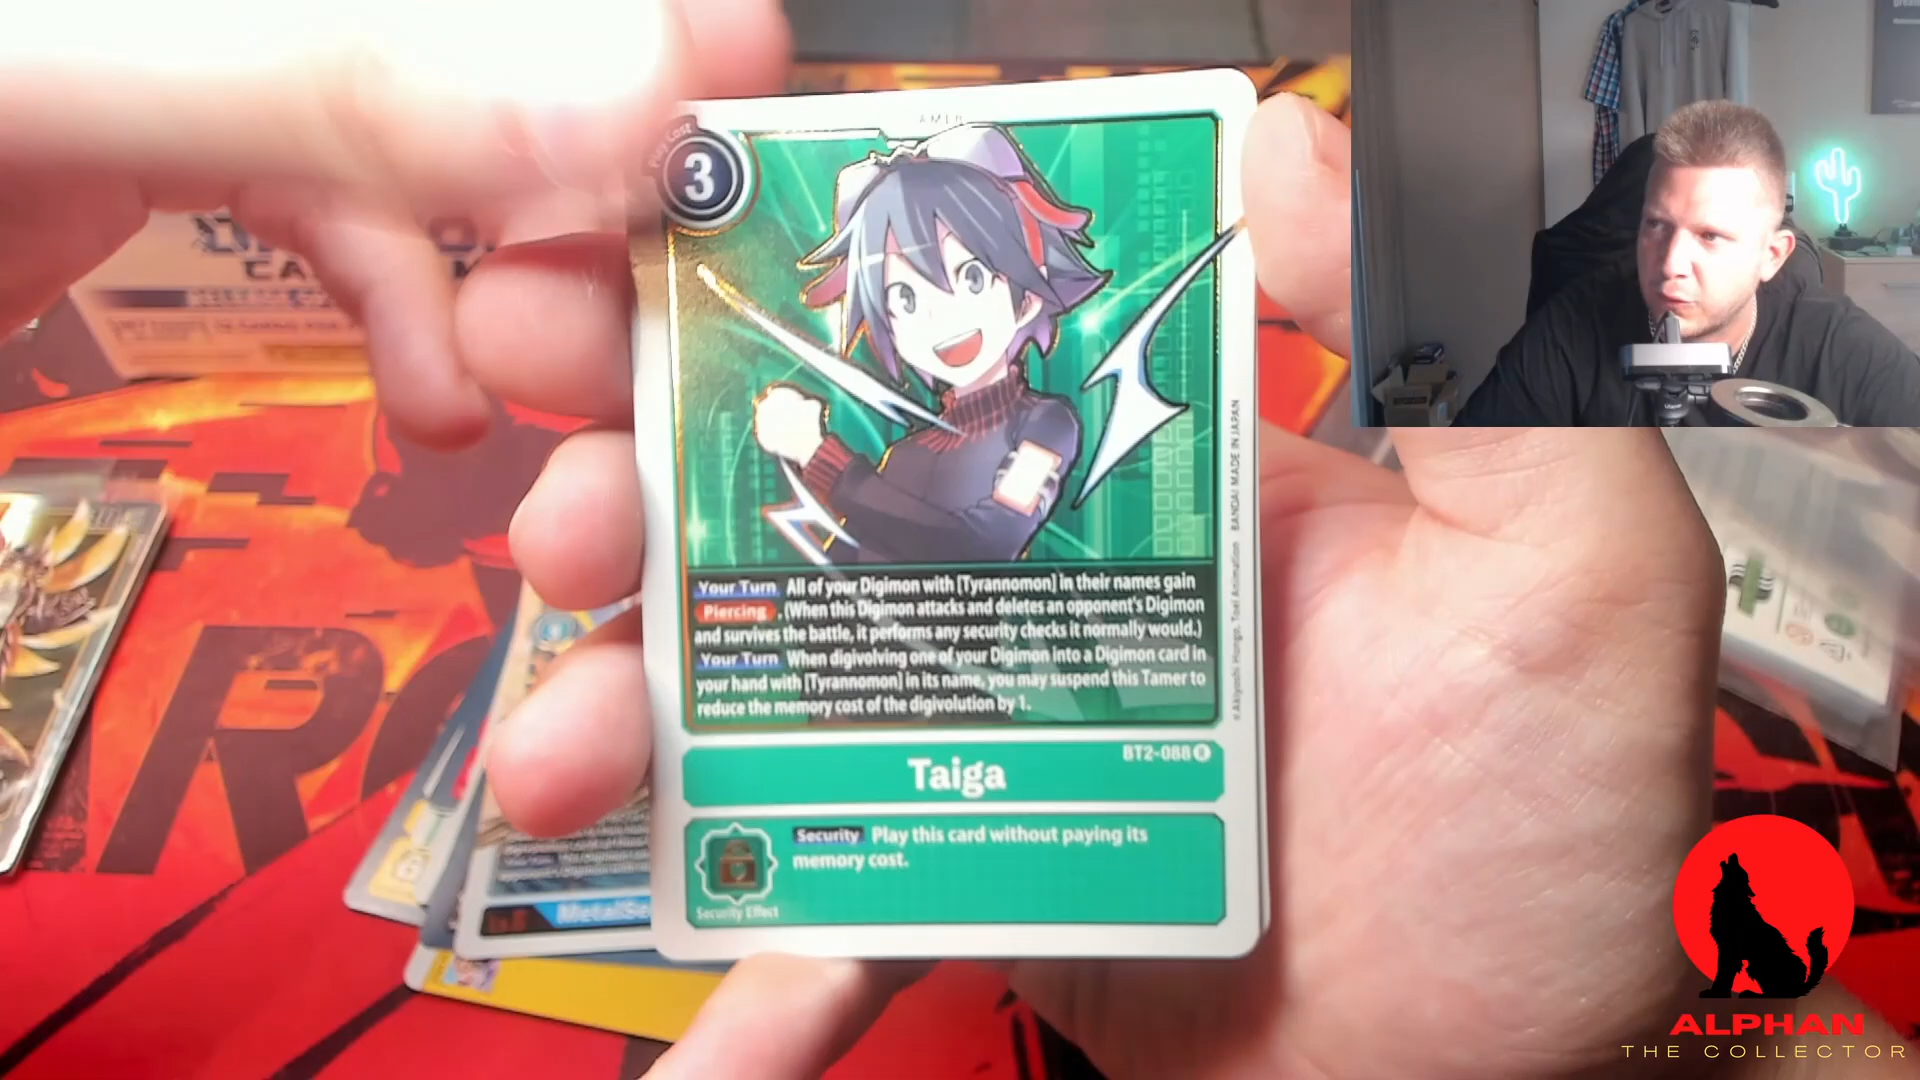 Play Cost
3
Your Turn All of your Digimon with [Tyrannomon] in their names gain
Piercing. (When this Digimon attacks and deletes an opponent's Digimon
and survives the battle, it performs any security checks it normally would.)
Your Turn When digivolving one of your Digimon into a Digimon card in
your hand with [Tyrannomon] in its name, you may suspend this Tamer to
reduce the memory cost of the digivolution by 1.
BT2-088 R
Taiga
Security Play this card without paying its
memory cost.
Security Effect
©Akiyoshi Hongo, Toei Animation BANDAI MADE IN JAPAN
ALPHAN
THE COLLECTOR